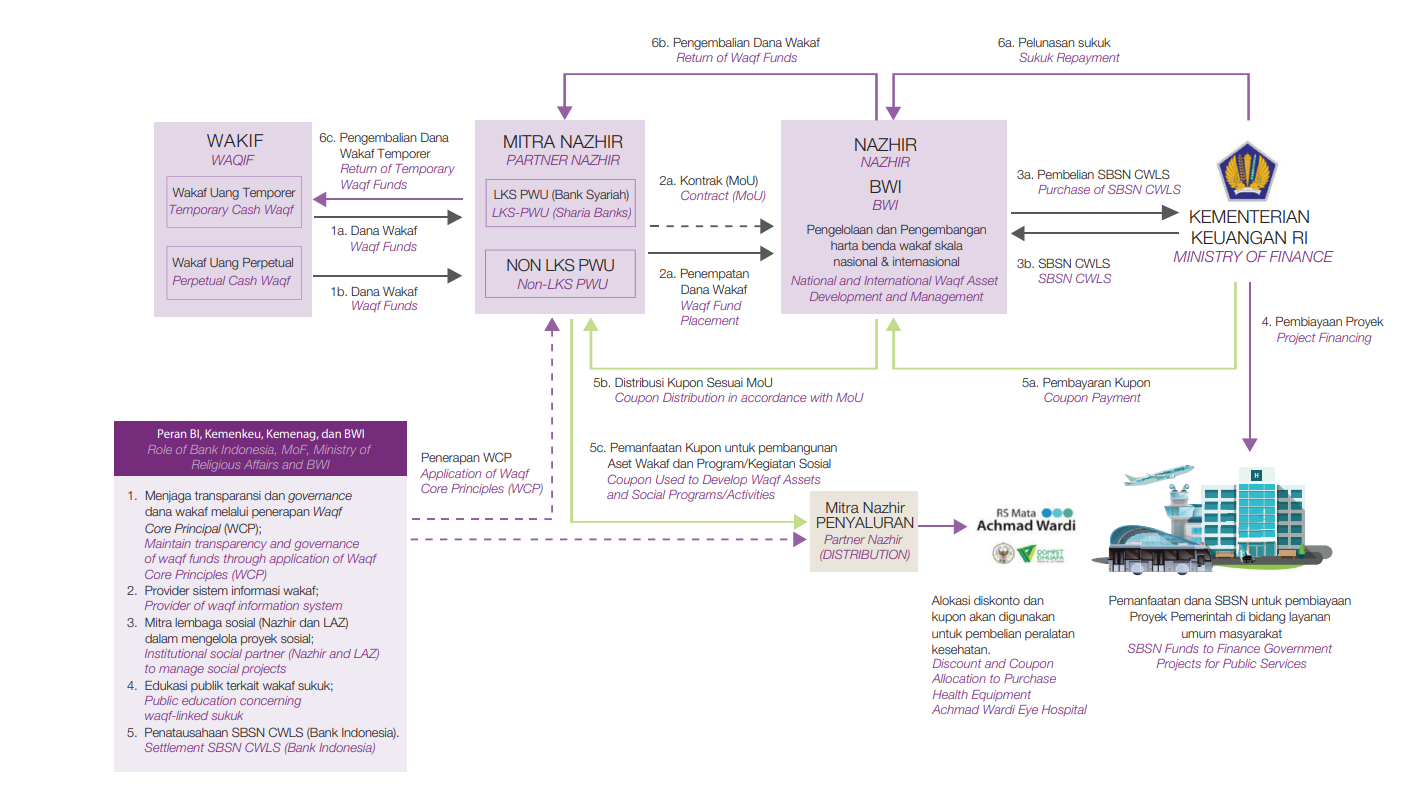 6b. Pengembalian Dana Wakaf
Return of Waqf Funds
6a. Pelunasan sukuk
Sukuk Repayment
WAKIF
WAQIF
Wakaf Uang Temporer
Temporary Cash Waqf
Wakaf Uang Perpetual
Perpetual Cash Waqf
6c. Pengembalian Dana
Wakaf Temporer
Return of Temporary
Waqf Funds
1a. Dana Wakaf
Waqf Funds
1b. Dana Wakaf
Waqf Funds
MITRA NAZHIR
PARTNER NAZHIR
LKS PWU (Bank Syariah)
LKS-PWU (Sharia Banks)
NON LKS PWU
Non-LKS PWU
2a. Kontrak (MoU)
Contract (MoU)
2a. Penempatan
Dana Wakaf
Waqf Fund
Placement
NAZHIR
NAZHIR
BWI
BWI
Pengelolaan dan Pengembangan
harta benda wakaf skala
nasional & internasional
National and International Waqf Asset
Development and Management
3a. Pembelian SBSN CWLS
Purchase of SBSN CWLS
3b. SBSN CWLS
SBSN CWLS
KEMENTERIAN
KEUANGAN RI
MINISTRY OF FINANCE
4. Pembiayaan Proyek
Project Financing
5b. Distribusi Kupon Sesuai MoU
Coupon Distribution in accordance with MoU
5a. Pembayaran Kupon
Coupon Payment
5c. Pemanfaatan Kupon untuk pembangunan
Aset Wakaf dan Program/Kegiatan Sosial
Coupon Used to Develop Waqf Assets
and Social Programs/Activities
Penerapan WCP
Application of Waqf
Core Principles (WCP)
Peran BI, Kemenkeu, Kemenag, dan BWI
Role of Bank Indonesia, MoF, Ministry of
Religious Affairs and BWI
1. Menjaga transparansi dan governance
dana wakaf melalui penerapan Waqf
Core Principal (WCP);
Maintain transparency and governance
of waqf funds through application of Waqf
Core Principles (WCP)
2. Provider sistem informasi wakaf;
Provider of waqf information system
3. Mitra lembaga sosial (Nazhir dan LAZ)
dalam mengelola proyek sosial;
Institutional social partner (Nazhir and LAZ)
to manage social projects
4. Edukasi publik terkait wakaf sukuk;
Public education concerning
waqf-linked sukuk
5. Penatausahaan SBSN CWLS (Bank Indonesia).
Settlement SBSN CWLS (Bank Indonesia)
Mitra Nazhir
PENYALURAN
Partner Nazhir
(DISTRIBUTION)
RS Mata
Achmad Wardi
DOMPET
DHUAFA
H
Alokasi diskonto dan
kupon akan digunakan
untuk pembelian peralatan
kesehatan.
Discount and Coupon
Allocation to Purchase
Health Equipment
Achmad Wardi Eye Hospital
Pemanfaatan dana SBSN untuk pembiayaan
Proyek Pemerintah di bidang layanan
umum masyarakat
SBSN Funds to Finance Government
Projects for Public Services